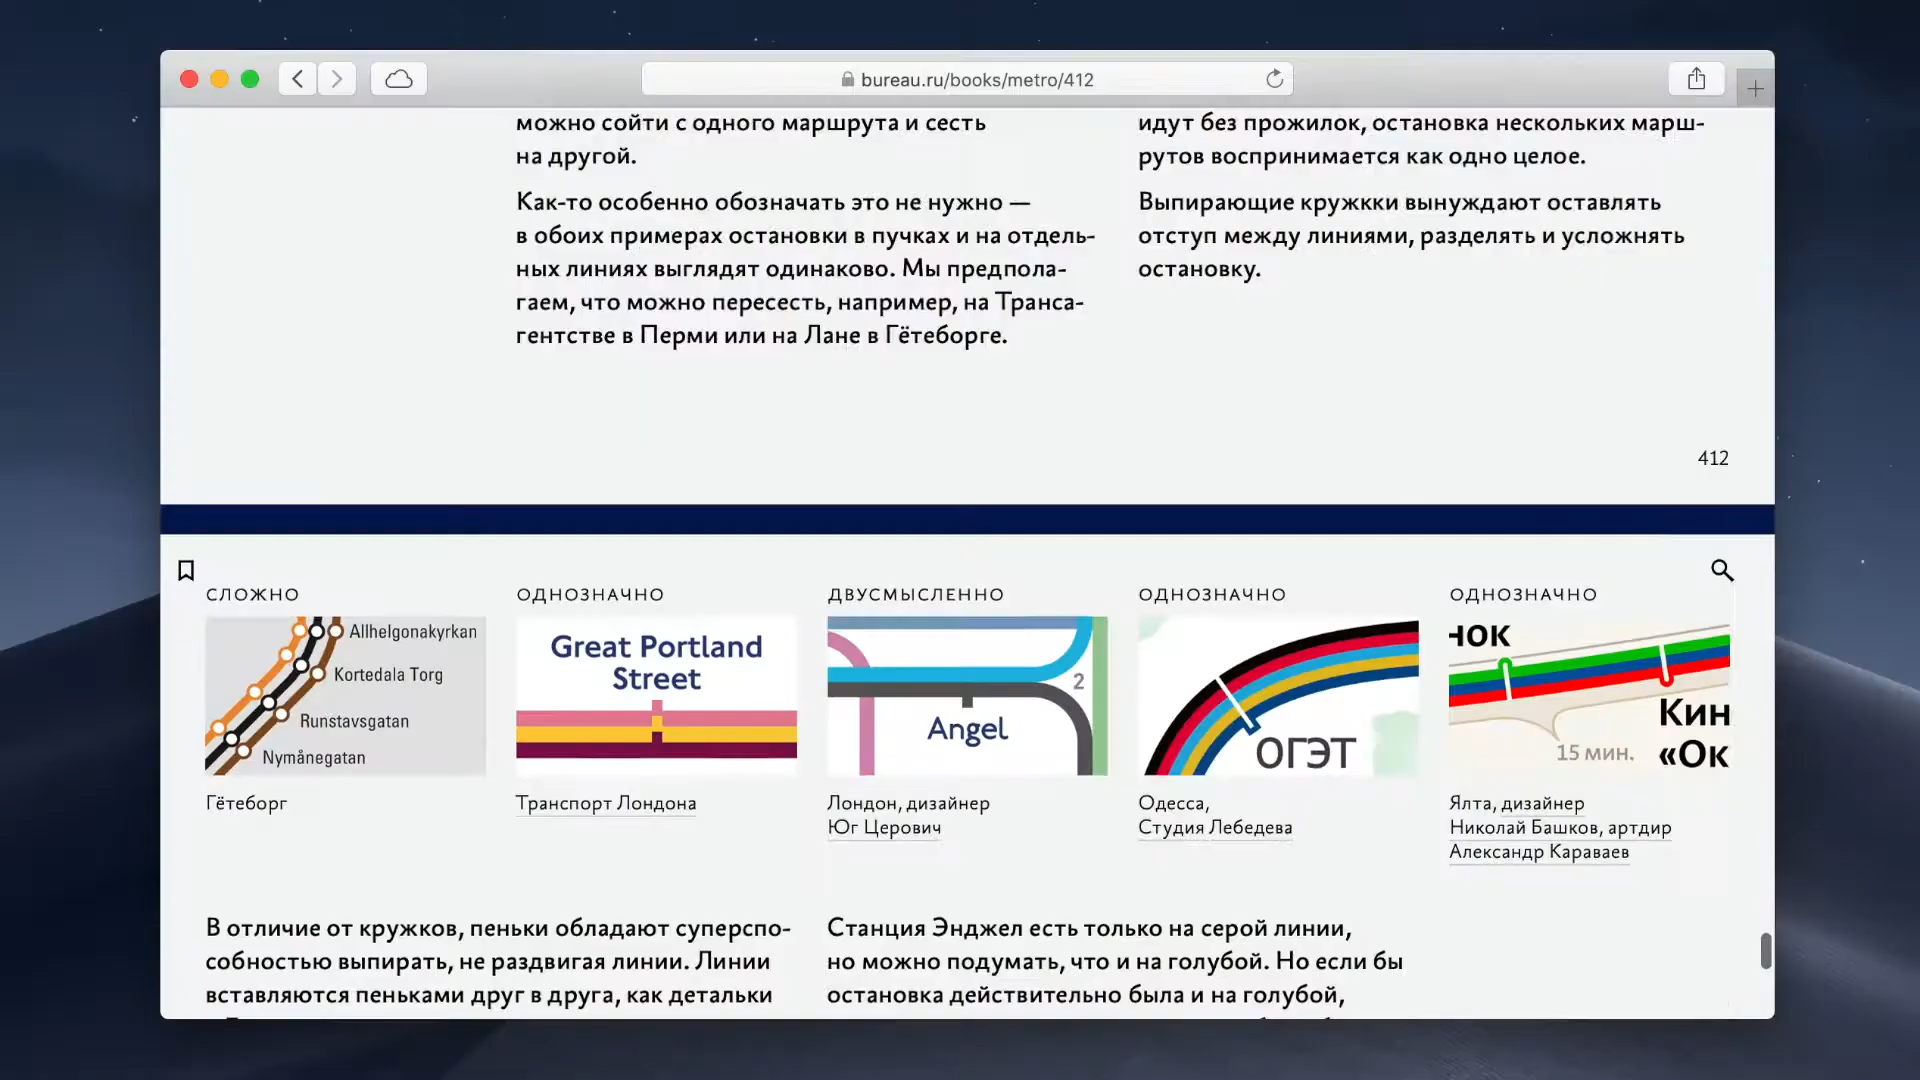 bureau.ru/books/metro/412
можно сойти с одного маршрута и сесть
на другой.
Как-то особенно обозначать это не нужно —
в обоих примерах остановки в пучках и на отдель-
ных линиях выглядят одинаково. Мы предпола-
гаем, что можно пересесть, например, на Транса-
гентстве в Перми или на Лане в Гётеборге.
идут без прожилок, остановка нескольких марш-
рутов воспринимается как одно целое.
Выпирающие кружкки вынуждают оставлять
отступ между линиями, разделять и усложнять
остановку.
412
СЛОЖНО
Allhelgonakyrkan
Kortedala Torg
Runstavsgatan
Nymånegatan
Гётеборг
ОДНОЗНАЧНО
Great Portland
Street
Транспорт Лондона
ДВУСМЫСЛЕННО
2
Angel
Лондон, дизайнер
Юг Церович
ОДНОЗНАЧНО
ОГЭТ
Одесса,
Студия Лебедева
ОДНОЗНАЧНО
нок
Кин
15 мин.
«Ок
Ялта, дизайнер
Николай Башков, артдир
Александр Караваев
В отличие от кружков, пеньки обладают суперспо-
собностью выпирать, не раздвигая линии. Линии
вставляются пеньками друг в друга, как детальки
Станция Энджел есть только на серой линии,
но можно подумать, что и на голубой. Но если бы
остановка действительно была и на голубой,